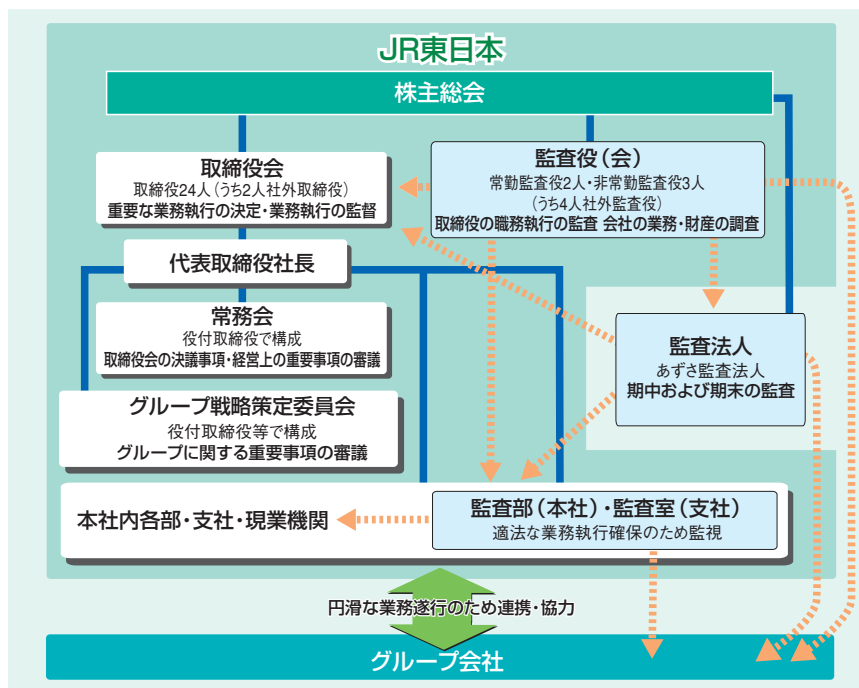 JR東日本
株主総会
取締役会
取締役24人(うち2人社外取締役)
重要な業務執行の決定・業務執行の監督
監査役(会)
常勤監査役2人・非常勤監査役3人
(うち4人社外監査役)
取締役の職務執行の監査 会社の業務・財産の調査
代表取締役社長
常務会
役付取締役で構成
取締役会の決議事項・経営上の重要事項の審議
監査法人
あずさ監査法人
期中および期末の監査
グループ戦略策定委員会
役付取締役等で構成
グループに関する重要事項の審議
本社内各部・支社・現業機関
監査部(本社)・監査室(支社)
適法な業務執行確保のため監視
円滑な業務遂行のため連携・協力
グループ会社